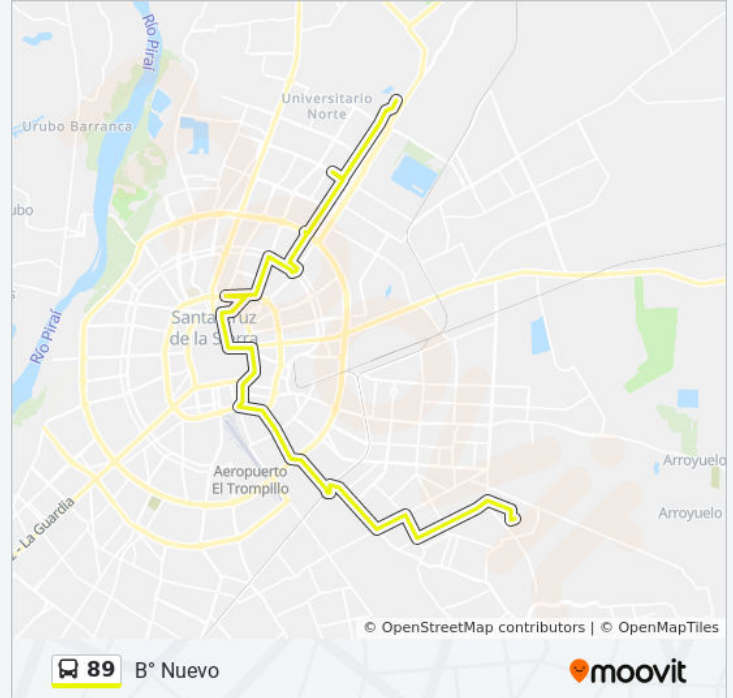 Río Piraí
Universitario
Norte
Urubo Barranca
ubo
Santa Cruz
de la Sierra
Río Piraí
Aeropuerto
El Trompillo
Arroyuelo
Arroyuelo
- La Guardia
© OpenStreetMap contributors | © OpenMapTiles
89 B° Nuevo
moovit